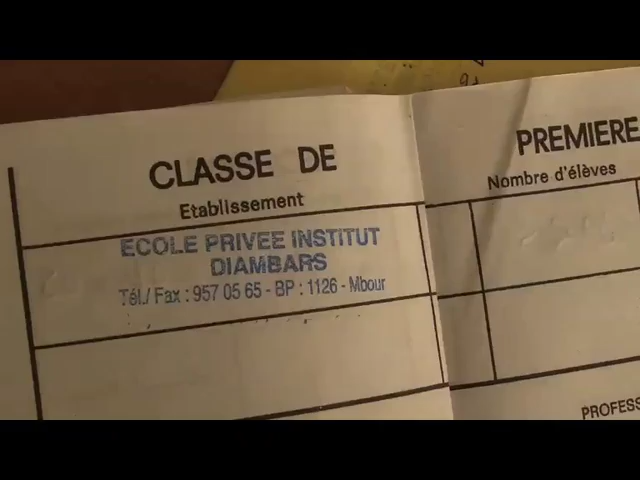 CLASSE DE
Etablissement
ECOLE PRIVEE INSTITUT
DIAMBARS
Tél./ Fax : 957 05 65 - BP : 1126 - Mbour
PREMIERE
Nombre d'élèves
PROFESS